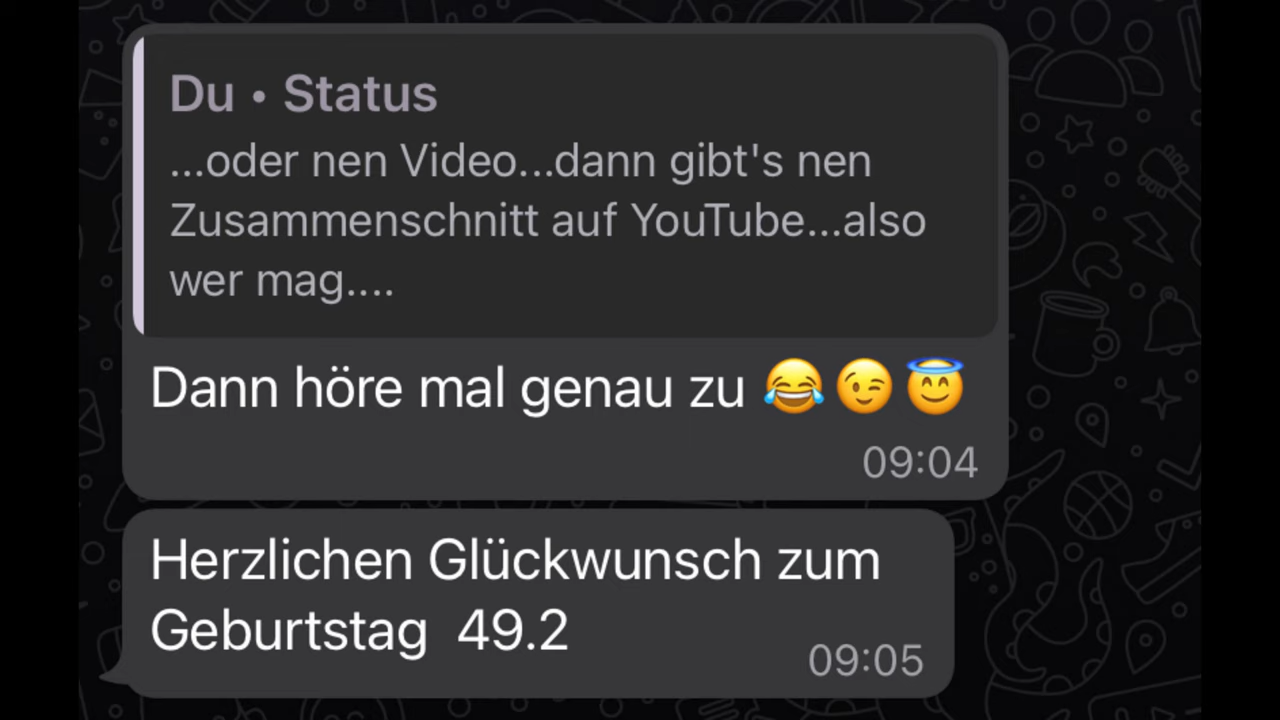 Du • Status
...oder nen Video...dann gibt's nen
Zusammenschnitt auf YouTube...also
wer mag....
Dann höre mal genau zu 😂😉😇
09:04
Herzlichen Glückwunsch zum
Geburtstag  49.2
09:05